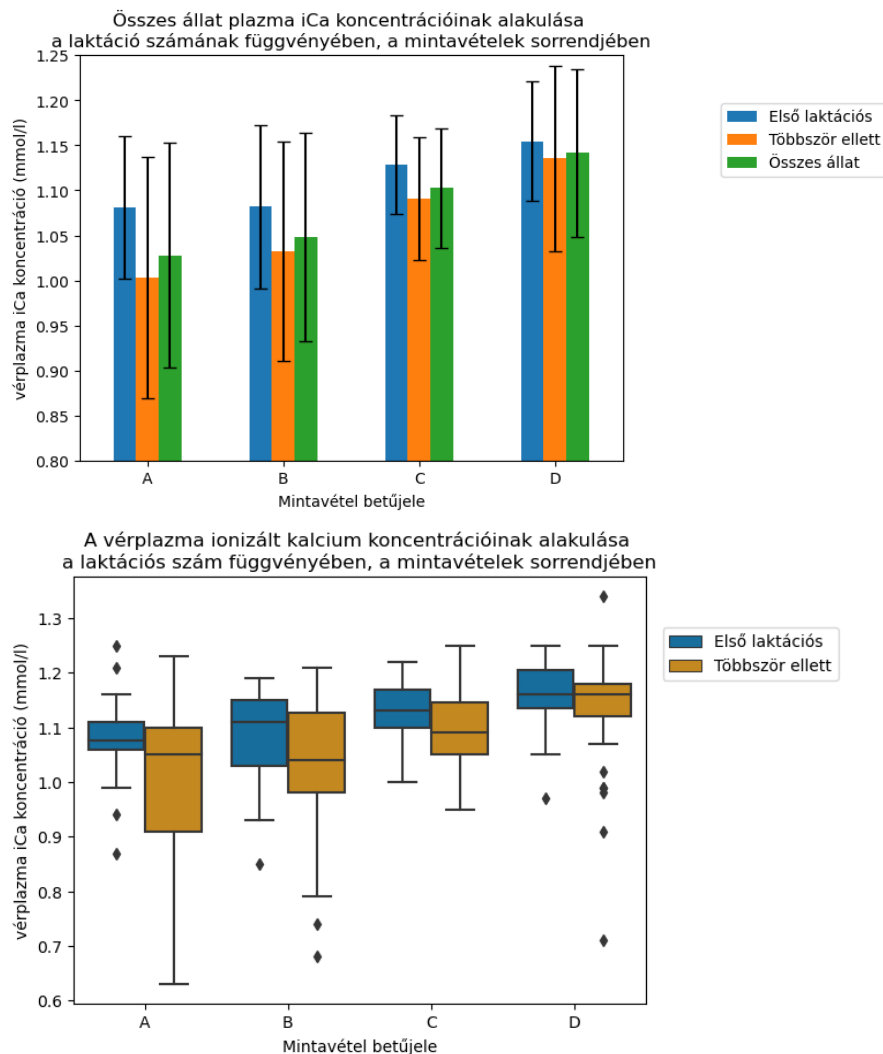 Összes állat plazma iCa koncentrációinak alakulása
a laktáció számának függvényében, a mintavételek sorrendjében
vérplazma iCa koncentráció (mmol/l)
1.25
1.20
1.15
1.10
1.05
1.00
0.95
0.90
0.85
0.80
A B C D
Mintavétel betűjele
Első laktációs
Többször ellett
Összes állat
A vérplazma ionizált kalcium koncentrációinak alakulása
a laktációs szám függvényében, a mintavételek sorrendjében
vérplazma iCa koncentráció (mmol/l)
1.3
1.2
1.1
1.0
0.9
0.8
0.7
0.6
A B C D
Mintavétel betűjele
Első laktációs
Többször ellett